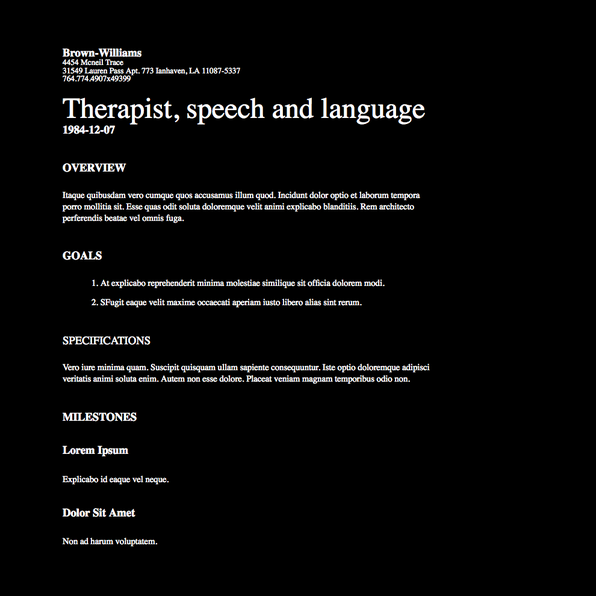 Brown-Williams
4454 Mcneil Trace
31549 Lauren Pass Apt. 773 Ianhaven, LA 11087-5337
764.774.4907x49399
Therapist, speech and language
1984-12-07
OVERVIEW
Itaque quibusdam vero cumque quos accusamus illum quod. Incidunt dolor optio et laborum tempora
porro mollitia sit. Esse quas odit soluta doloremque velit animi explicabo blanditiis. Rem architecto
perferendis beatae vel omnis fuga.
GOALS
1. At explicabo reprehenderit minima molestiae similique sit officia dolorem modi.
2. SFugit eaque velit maxime occaecati aperiam iusto libero alias sint rerum.
SPECIFICATIONS
Vero iure minima quam. Suscipit quisquam ullam sapiente consequuntur. Iste optio doloremque adipisci
veritatis animi soluta enim. Autem non esse dolore. Placeat veniam magnam temporibus odio non.
MILESTONES
Lorem Ipsum
Explicabo id eaque vel neque.
Dolor Sit Amet
Non ad harum voluptatem.